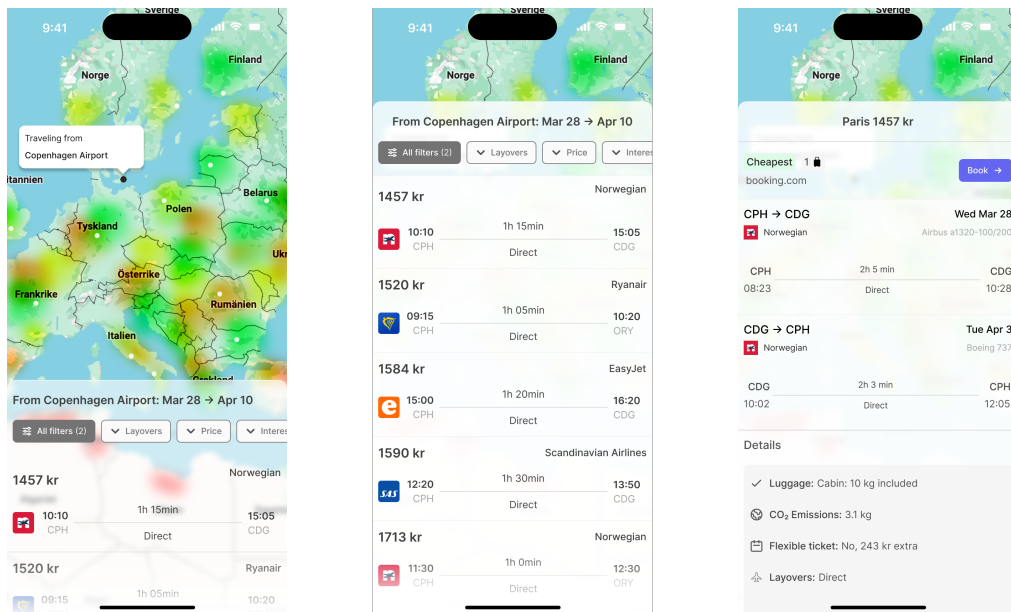 Sverige
9:41
Finland
Norge
Traveling from
Copenhagen Airport
itannien
Belarus
Polen
Tyskland
Ukr
Österrike
Frankrike
Rumänien
Italien
Grekland
From Copenhagen Airport: Mar 28 → Apr 10
All filters (2)
Layovers
Price
Interes
1457 kr
Norwegian
10:10
1h 15min
15:05
CPH
Direct
CDG
1520 kr
Ryanair
09:15
1h 05min
10:20
Sverige
9:41
Finland
Norge
From Copenhagen Airport: Mar 28 → Apr 10
All filters (2)
Layovers
Price
Interes
1457 kr
Norwegian
10:10
1h 15min
15:05
CPH
Direct
CDG
1520 kr
Ryanair
09:15
1h 05min
10:20
CPH
Direct
ORY
1584 kr
EasyJet
15:00
1h 20min
16:20
CPH
Direct
CDG
1590 kr
Scandinavian Airlines
SAS
12:20
1h 30min
13:50
CPH
Direct
CDG
1713 kr
Norwegian
11:30
1h 0min
12:30
CPH
Direct
ORY
Sverige
9:41
Finland
Norge
Paris 1457 kr
Cheapest 1
booking.com
Book →
CPH → CDG
Wed Mar 28
Norwegian
Airbus a1320-100/200
CPH
2h 5 min
CDG
08:23
Direct
10:28
CDG → CPH
Tue Apr 3
Norwegian
Boeing 737
CDG
2h 3 min
CPH
10:02
Direct
12:05
Details
Luggage: Cabin: 10 kg included
CO₂ Emissions: 3.1 kg
Flexible ticket: No, 243 kr extra
Layovers: Direct